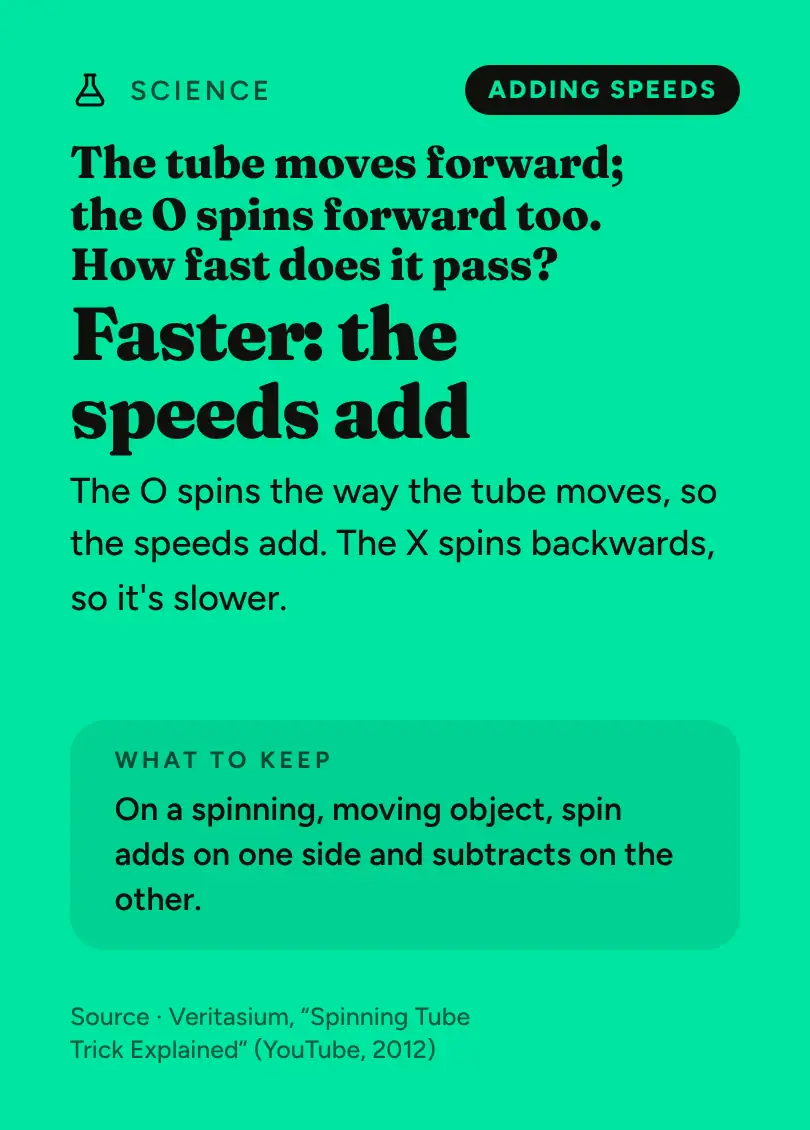 SCIENCE
ADDING SPEEDS
The tube moves forward;
the O spins forward too.
How fast does it pass?
Faster: the
speeds add
The O spins the way the tube moves, so
the speeds add. The X spins backwards,
so it's slower.
WHAT TO KEEP
On a spinning, moving object, spin
adds on one side and subtracts on the
other.
Source · Veritasium, “Spinning Tube
Trick Explained” (YouTube, 2012)